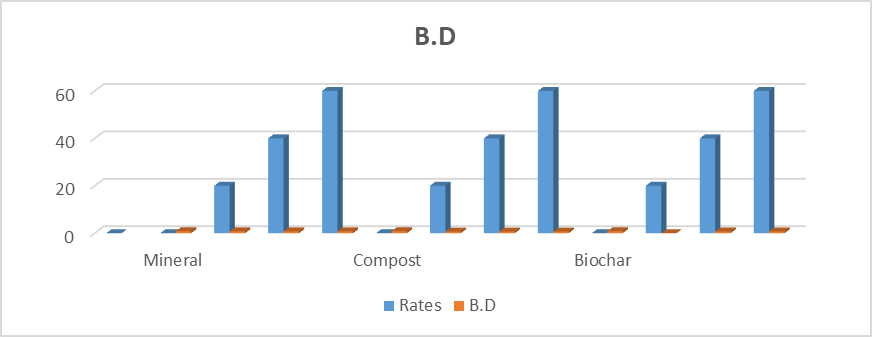 B.D
60
40
20
0
Mineral Compost Biochar
Rates B.D